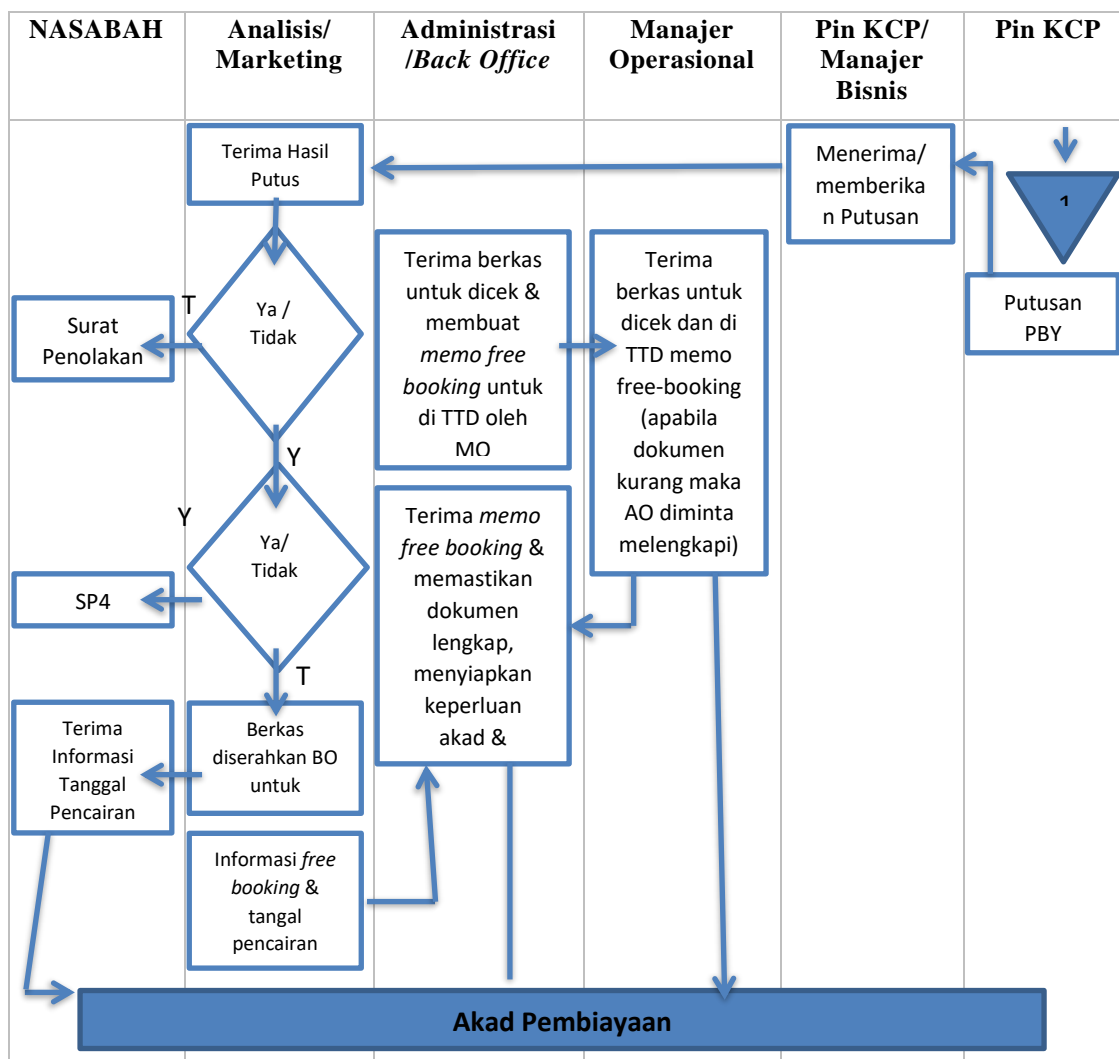 NASABAH
Analisis/
Marketing
Administrasi
/Back Office
Manajer
Operasional
Pin KCP/
Manajer
Bisnis
Pin KCP
Terima Hasil
Putus
Menerima/
memberika
n Putusan
1
Putusan
PBY
Ya /
Tidak
T
Surat
Penolakan
Y
Terima berkas
untuk dicek &
membuat
memo free
booking untuk
di TTD oleh
MO
Terima
berkas untuk
dicek dan di
TTD memo
free-booking
(apabila
dokumen
kurang maka
AO diminta
melengkapi)
Ya/
Tidak
Y
SP4
T
Terima memo
free booking &
memastikan
dokumen
lengkap,
menyiapkan
keperluan
akad &
Berkas
diserahkan BO
untuk
Terima
Informasi
Tanggal
Pencairan
Informasi free
booking &
tangal
pencairan
Akad Pembiayaan